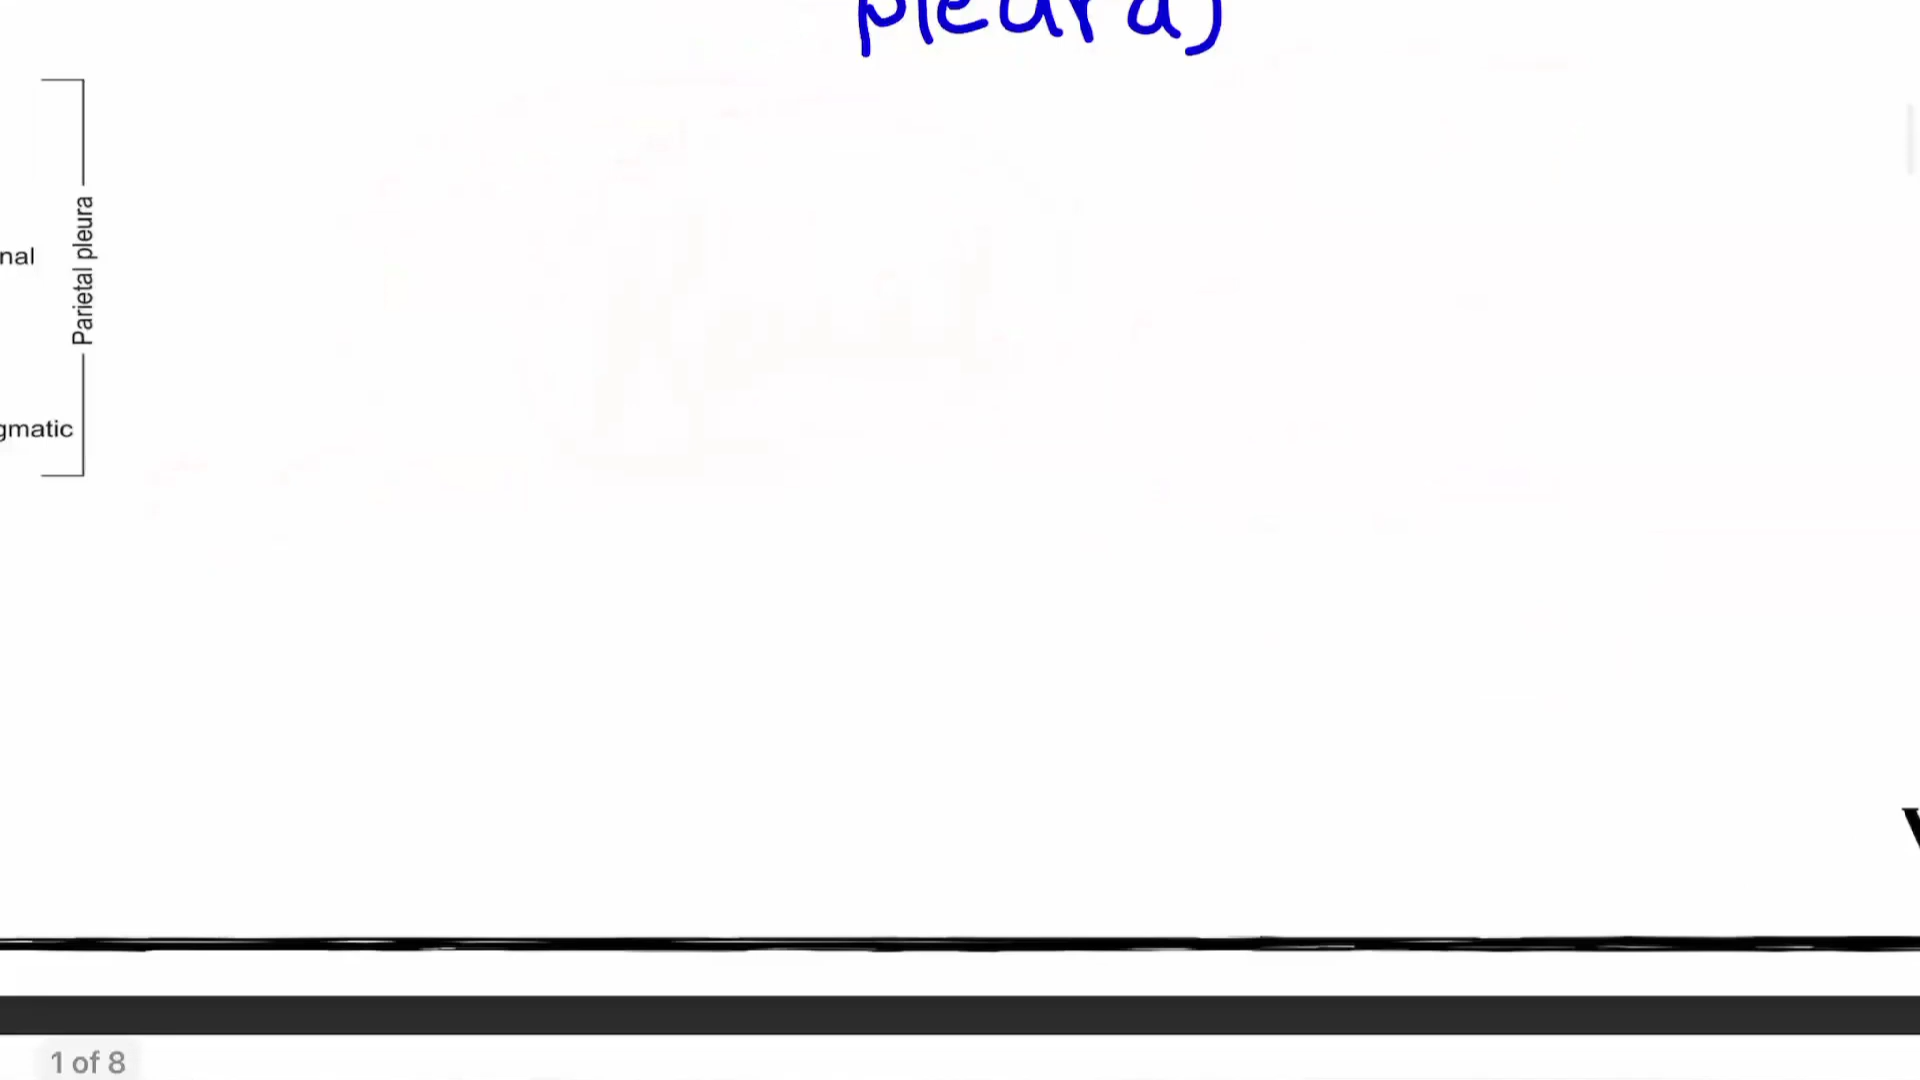 pleura)
Parietal pleura
nal
gmatic
1 of 8